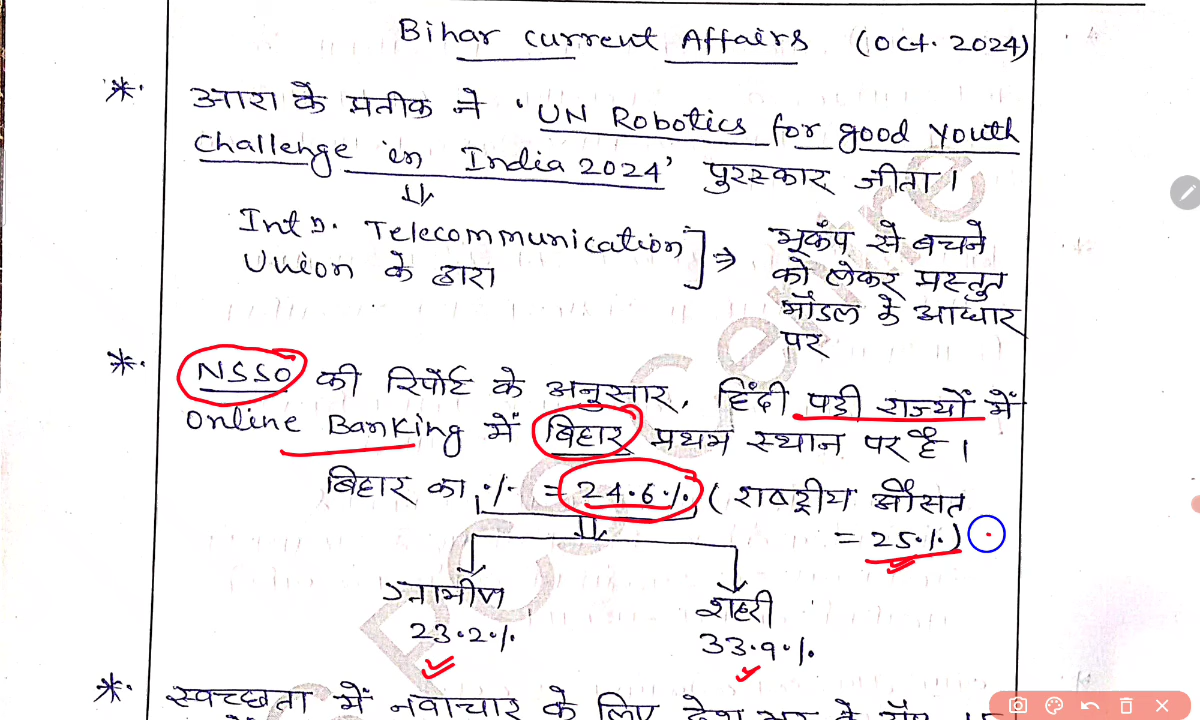 Bihar Current Affairs (Oct. 2024)
*. आरा के प्रतीक ने 'UN Robotics for good Youth
Challenge in India 2024' पुरस्कार जीता।
Intn. Telecommunication
Union के द्वारा
⇒ भूकंप से बचने
को लेकर प्रस्तुत
मॉडल के आधार
पर
*. NSSO की रिपोर्ट के अनुसार, हिंदी पट्टी राज्यों में
Online Banking में बिहार प्रथम स्थान पर है।
बिहार का % = 24.6% (राष्ट्रीय औसत
= 25%)
ग्रामीण
23.2%
शहरी
33.9%
*. स्वच्छता में नवाचार के लिए देश भर के